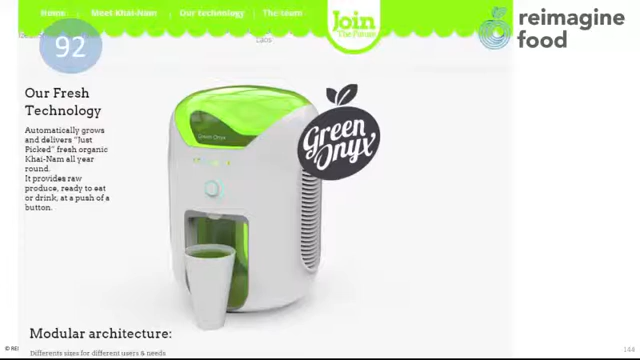 Home
Meet Khai-Nam
Our technology
The team
Join
The Future
reimagine
food
92
Our Fresh
Technology
Automatically grows
and delivers "Just
Picked" fresh organic
Khai-Nam all year
round.
It provides raw
produce, ready to eat
or drink, at a push of a
button.
Green Onyx
Green
Onyx
Modular architecture:
Differents sizes for different users & needs
© REI
144